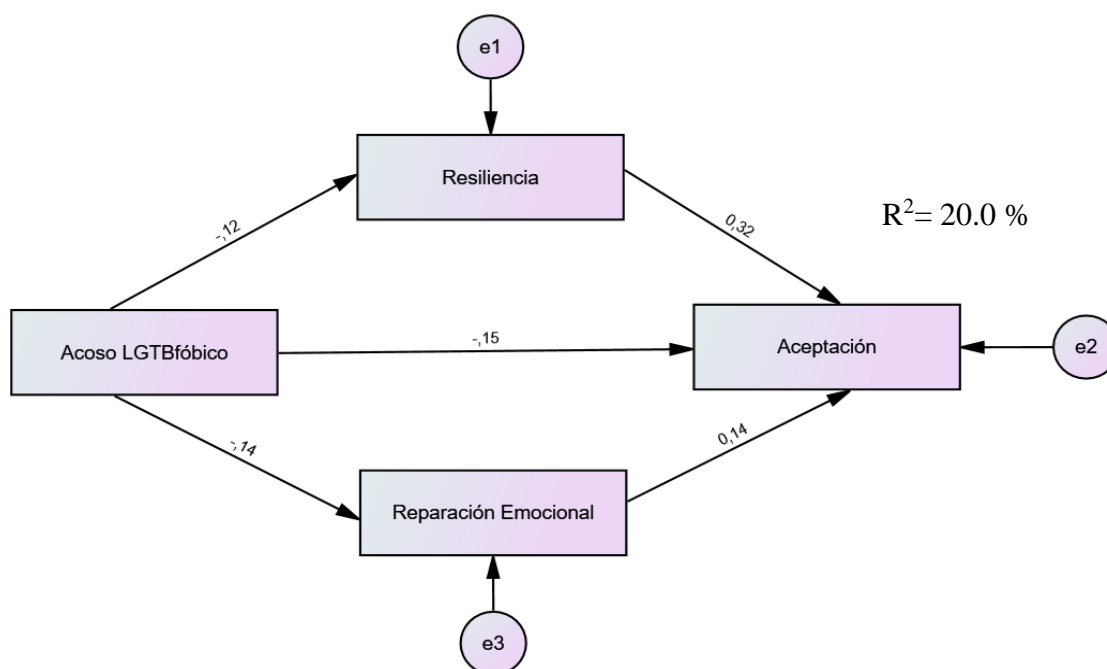 e1
Resiliencia
-,12
0,32
R²= 20.0 %
Acoso LGTBfóbico
-,15
Aceptación
e2
-,14
0,14
Reparación Emocional
e3